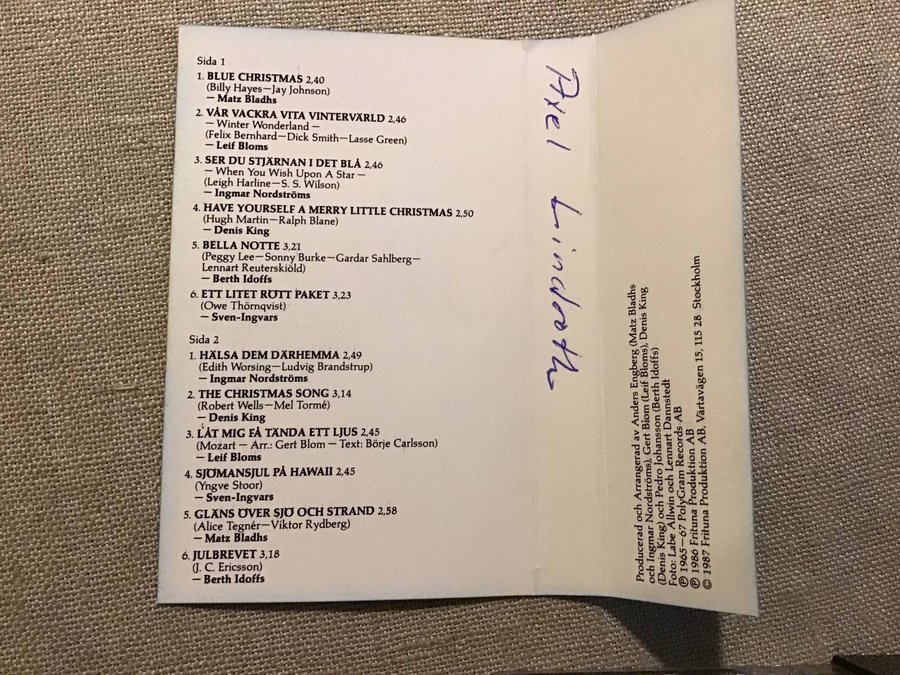 Sida 1
1. BLUE CHRISTMAS 2,40
(Billy Hayes—Jay Johnson)
— Matz Bladhs
2. VÅR VACKRA VITA VINTERVÄRLD 2,46
— Winter Wonderland —
(Felix Bernhard—Dick Smith—Lasse Green)
— Leif Bloms
3. SER DU STJÄRNAN I DET BLÅ 2,46
— When You Wish Upon A Star —
(Leigh Harline—S. S. Wilson)
— Ingmar Nordströms
4. HAVE YOURSELF A MERRY LITTLE CHRISTMAS 2,50
(Hugh Martin—Ralph Blane)
— Denis King
5. BELLA NOTTE 3,21
(Peggy Lee—Sonny Burke—Gardar Sahlberg—
Lennart Reuterskiöld)
— Berth Idoffs
6. ETT LITET RÖTT PAKET 3,23
(Owe Thörnqvist)
— Sven-Ingvars
Sida 2
1. HÄLSA DEM DÄRHEMMA 2,49
(Edith Worsing—Ludvig Brandstrup)
— Ingmar Nordströms
2. THE CHRISTMAS SONG 3,14
(Robert Wells—Mel Tormé)
— Denis King
3. LÅT MIG FÅ TÄNDA ETT LJUS 2,45
(Mozart — Arr.: Gert Blom — Text: Börje Carlsson)
— Leif Bloms
4. SJÖMANSJUL PÅ HAWAII 2,45
(Yngve Stoor)
— Sven-Ingvars
5. GLÄNS ÖVER SJÖ OCH STRAND 2,58
(Alice Tegnér—Viktor Rydberg)
— Matz Bladhs
6. JULBREVET 3,18
(J. C. Ericsson)
— Berth Idoffs
Axel Lindroth
Producerad och Arrangerad av Anders Engberg (Matz Bladhs
och Ingmar Nordströms), Gert Blom (Leif Bloms), Denis King
(Denis King) och Pedro Johansson (Berth Idoffs)
Foto: Labe Allwin och Lennart Dannstedt
℗ 1965—67 PolyGram Records AB
℗ 1986 Frituna Produktion AB
© 1987 Frituna Produktion AB, Värtavägen 15, 115 28 Stockholm